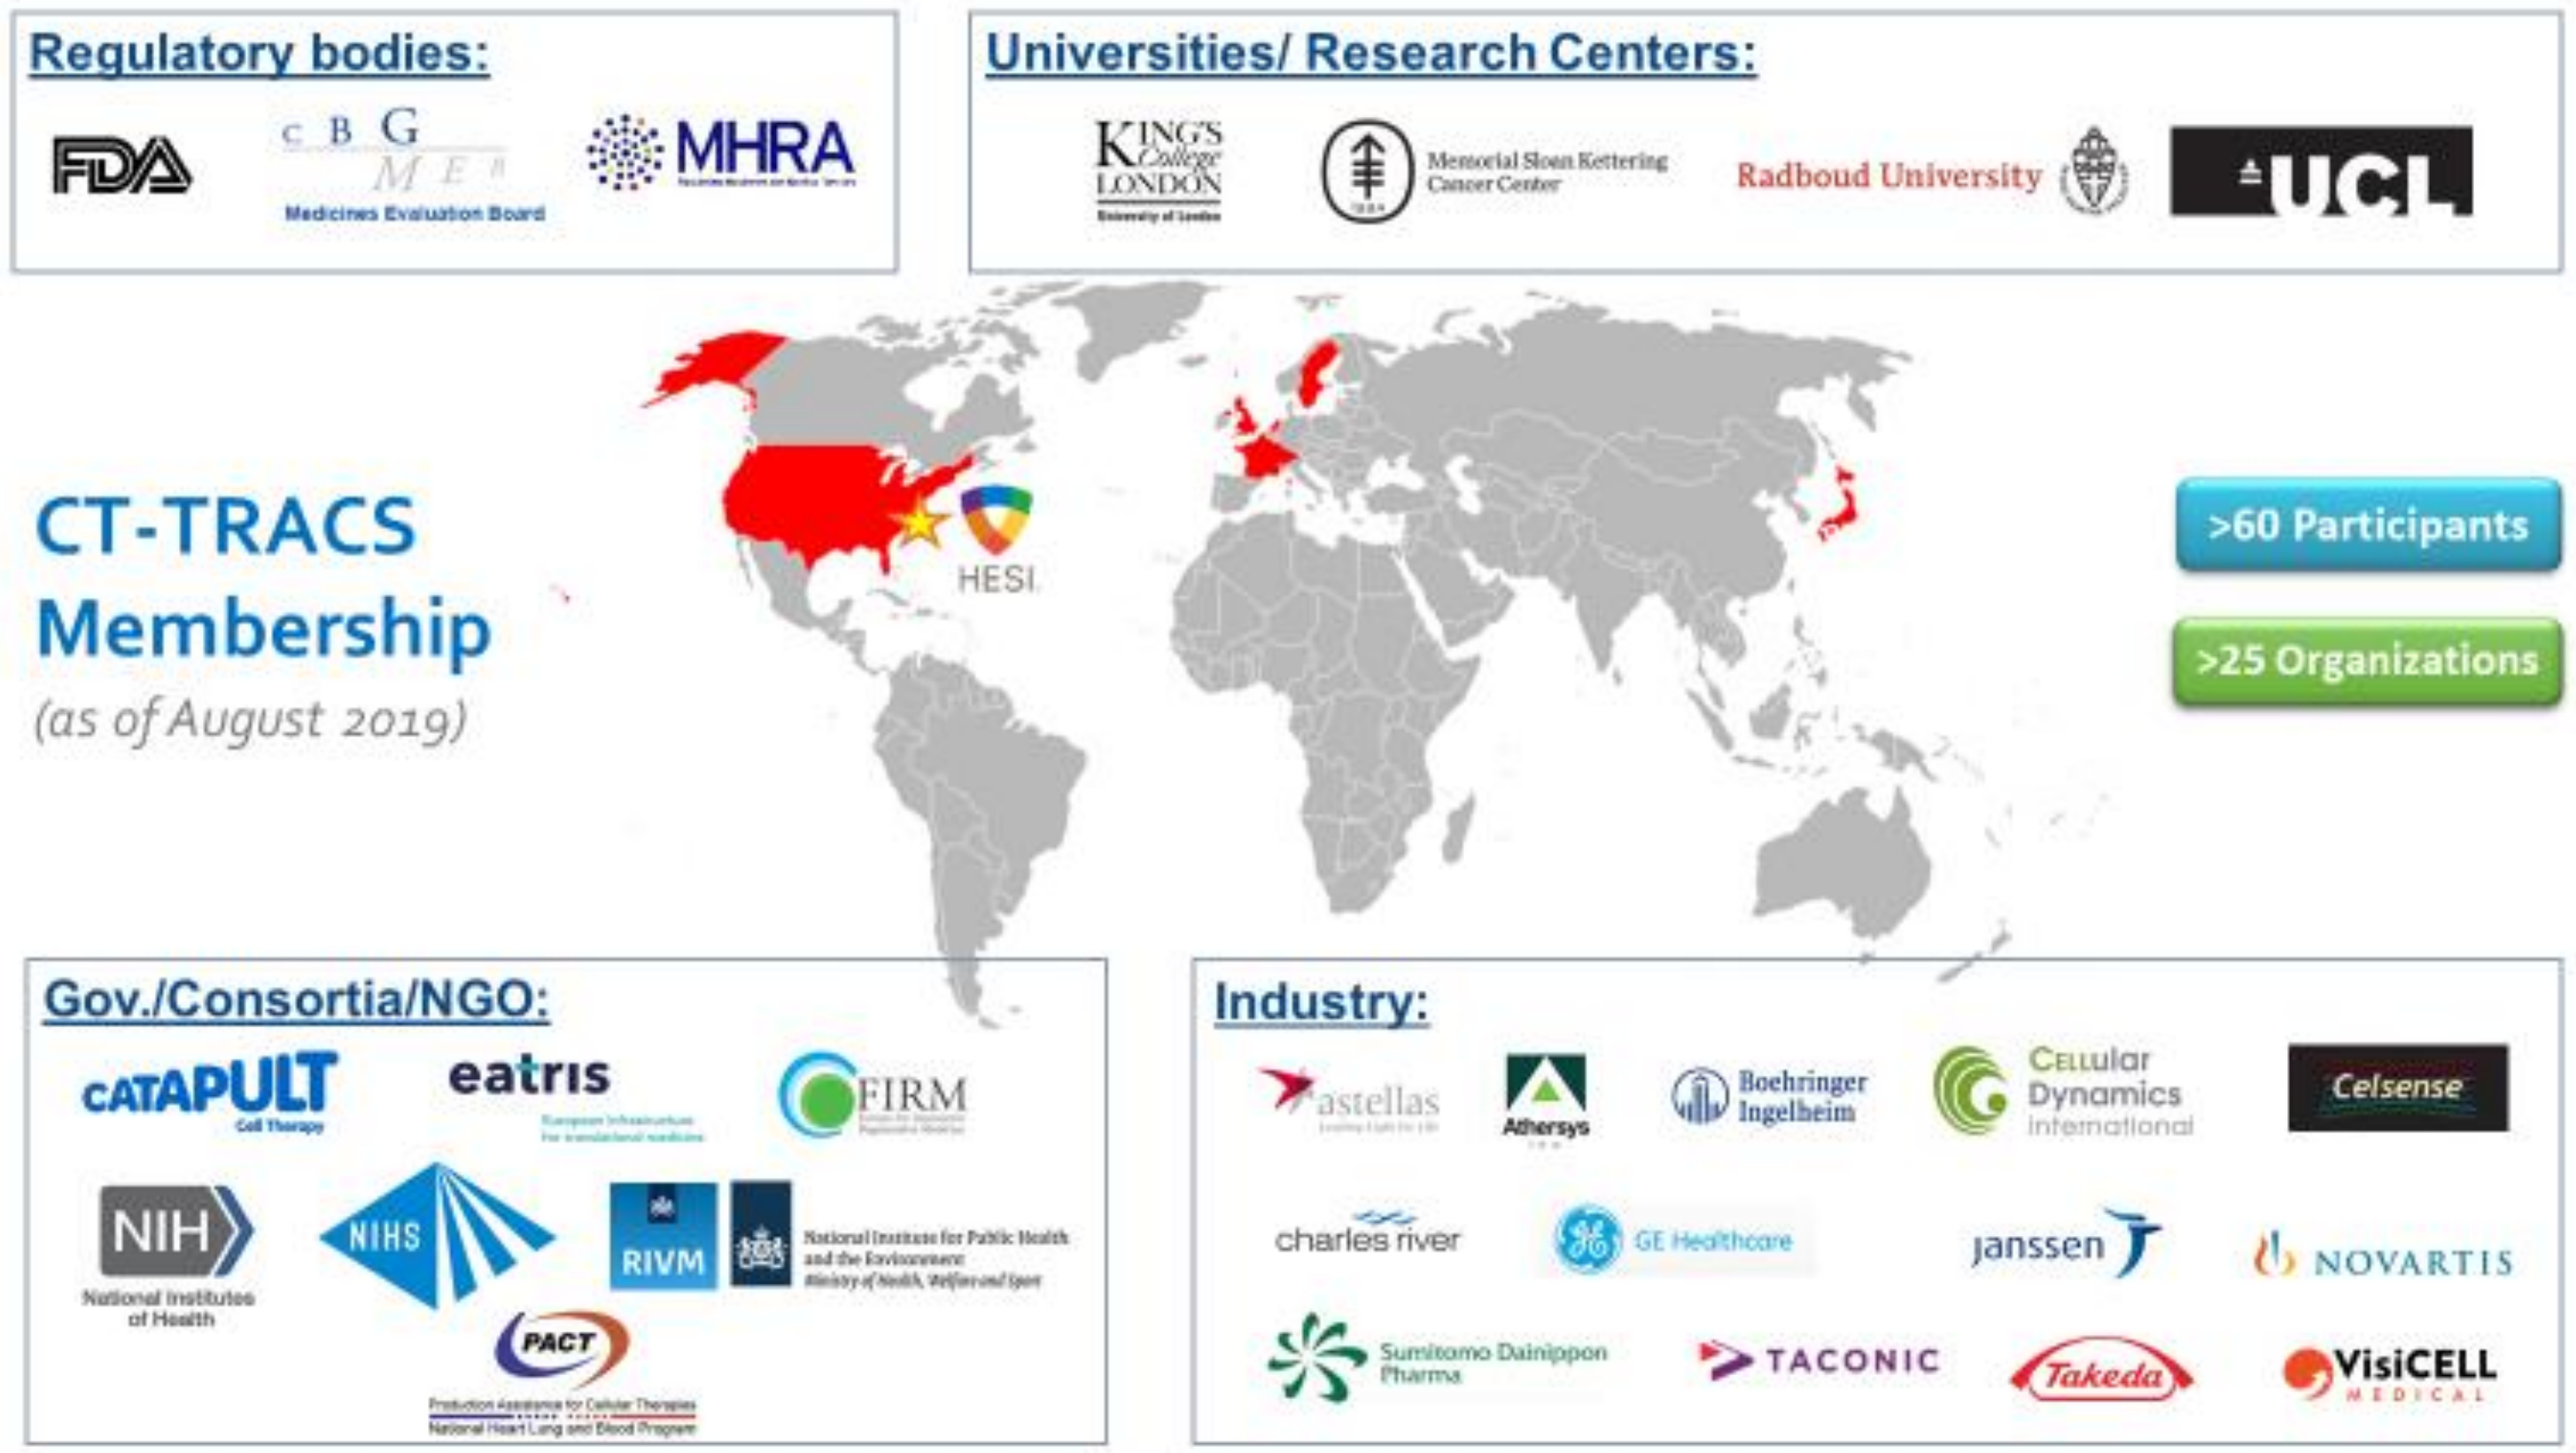 Regulatory bodies:
FDA
C B G
M E B
Medicines Evaluation Board
MHRA
Universities/ Research Centers:
KING'S
College
LONDON
University of London
Memorial Sloan Kettering
Cancer Center
1884
Radboud University
UCL
CT-TRACS
Membership
(as of August 2019)
HESI
>60 Participants
>25 Organizations
Gov./Consortia/NGO:
CATAPULT
Cell Therapy
eatris
European infrastructure
for translational medicine
FIRM
NIH
National Institutes
of Health
NIHS
RIVM
National Institute for Public Health
and the Environment
Ministry of Health, Welfare and Sport
PACT
Production Assistance for Cellular Therapies
National Heart Lung and Blood Program
Industry:
astellas
Athersys
Boehringer
Ingelheim
CELLular
Dynamics
international
Celsense
charles river
GE Healthcare
janssen
NOVARTIS
Sumitomo Dainippon
Pharma
TACONIC
Takeda
VisiCELL
MEDICAL